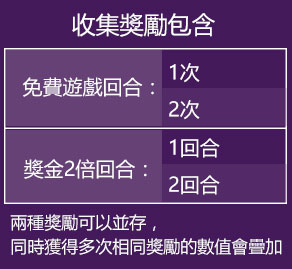 收集獎勵包含
免費遊戲回合：
1次
2次
獎金2倍回合：
1回合
2回合
兩種獎勵可以並存，
同時獲得多次相同獎勵的數值會疊加